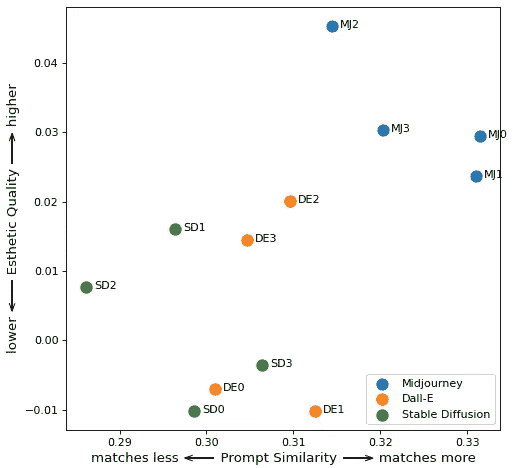 MJ2
0.04
MJ3
MJ0
0.03
MJ1
DE2
0.02
SD1
DE3
0.01
SD2
0.00
SD3
DE0
SD0
DE1
−0.01
Midjourney
Dall-E
Stable Diffusion
0.29
0.30
0.31
0.32
0.33
matches less Prompt Similarity matches more
lower Esthetic Quality higher